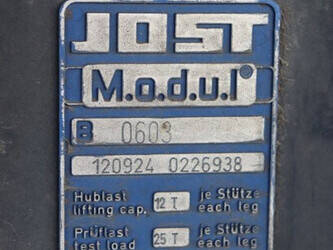 JOST
M.o.d.u.l®
B 0603
120924 0226938
Hublast 12 T je Stütze
lifting cap. each leg
Prüflast 25 T je Stütze
test load each leg